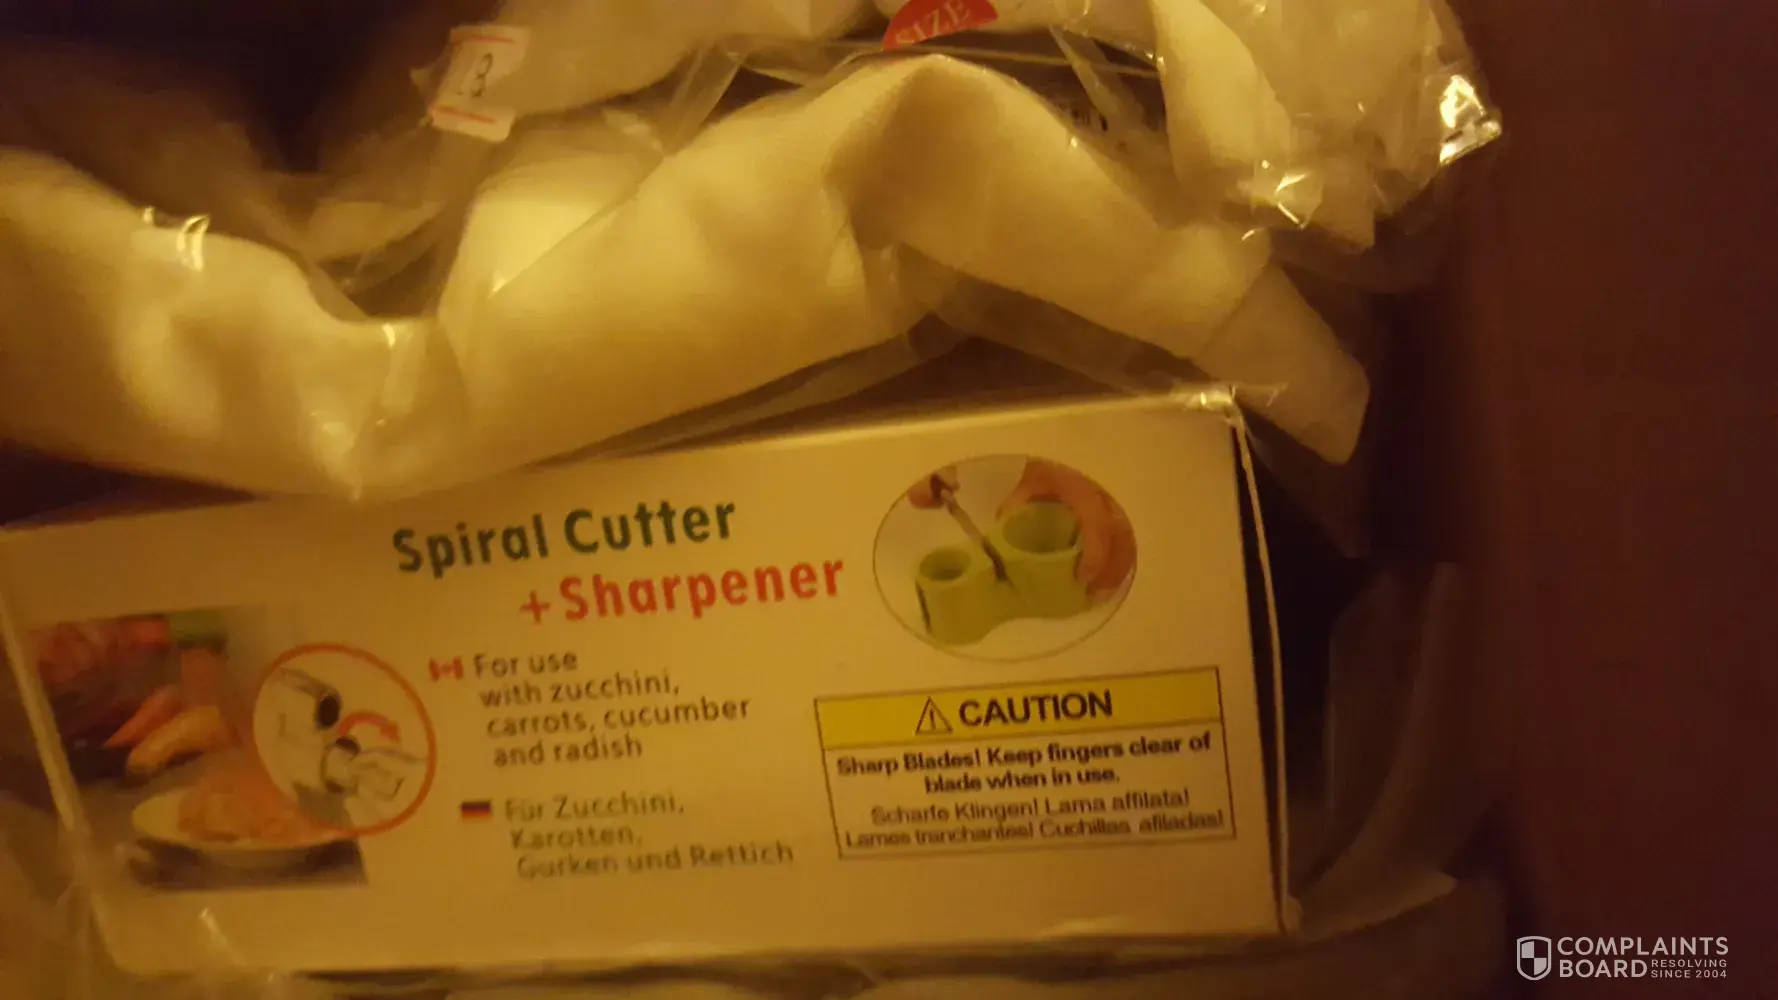 SIZE
Spiral Cutter
+Sharpener
For use
with zucchini,
carrots, cucumber
and radish
Für Zucchini,
Karotten,
Gurken und Rettich
CAUTION
Sharp Blades! Keep fingers clear of
blade when in use.
Scharfe Klingen! Lama affilata!
Lames tranchantes! Cuchillas afiladas!
COMPLAINTS
BOARD RESOLVING
SINCE 2004